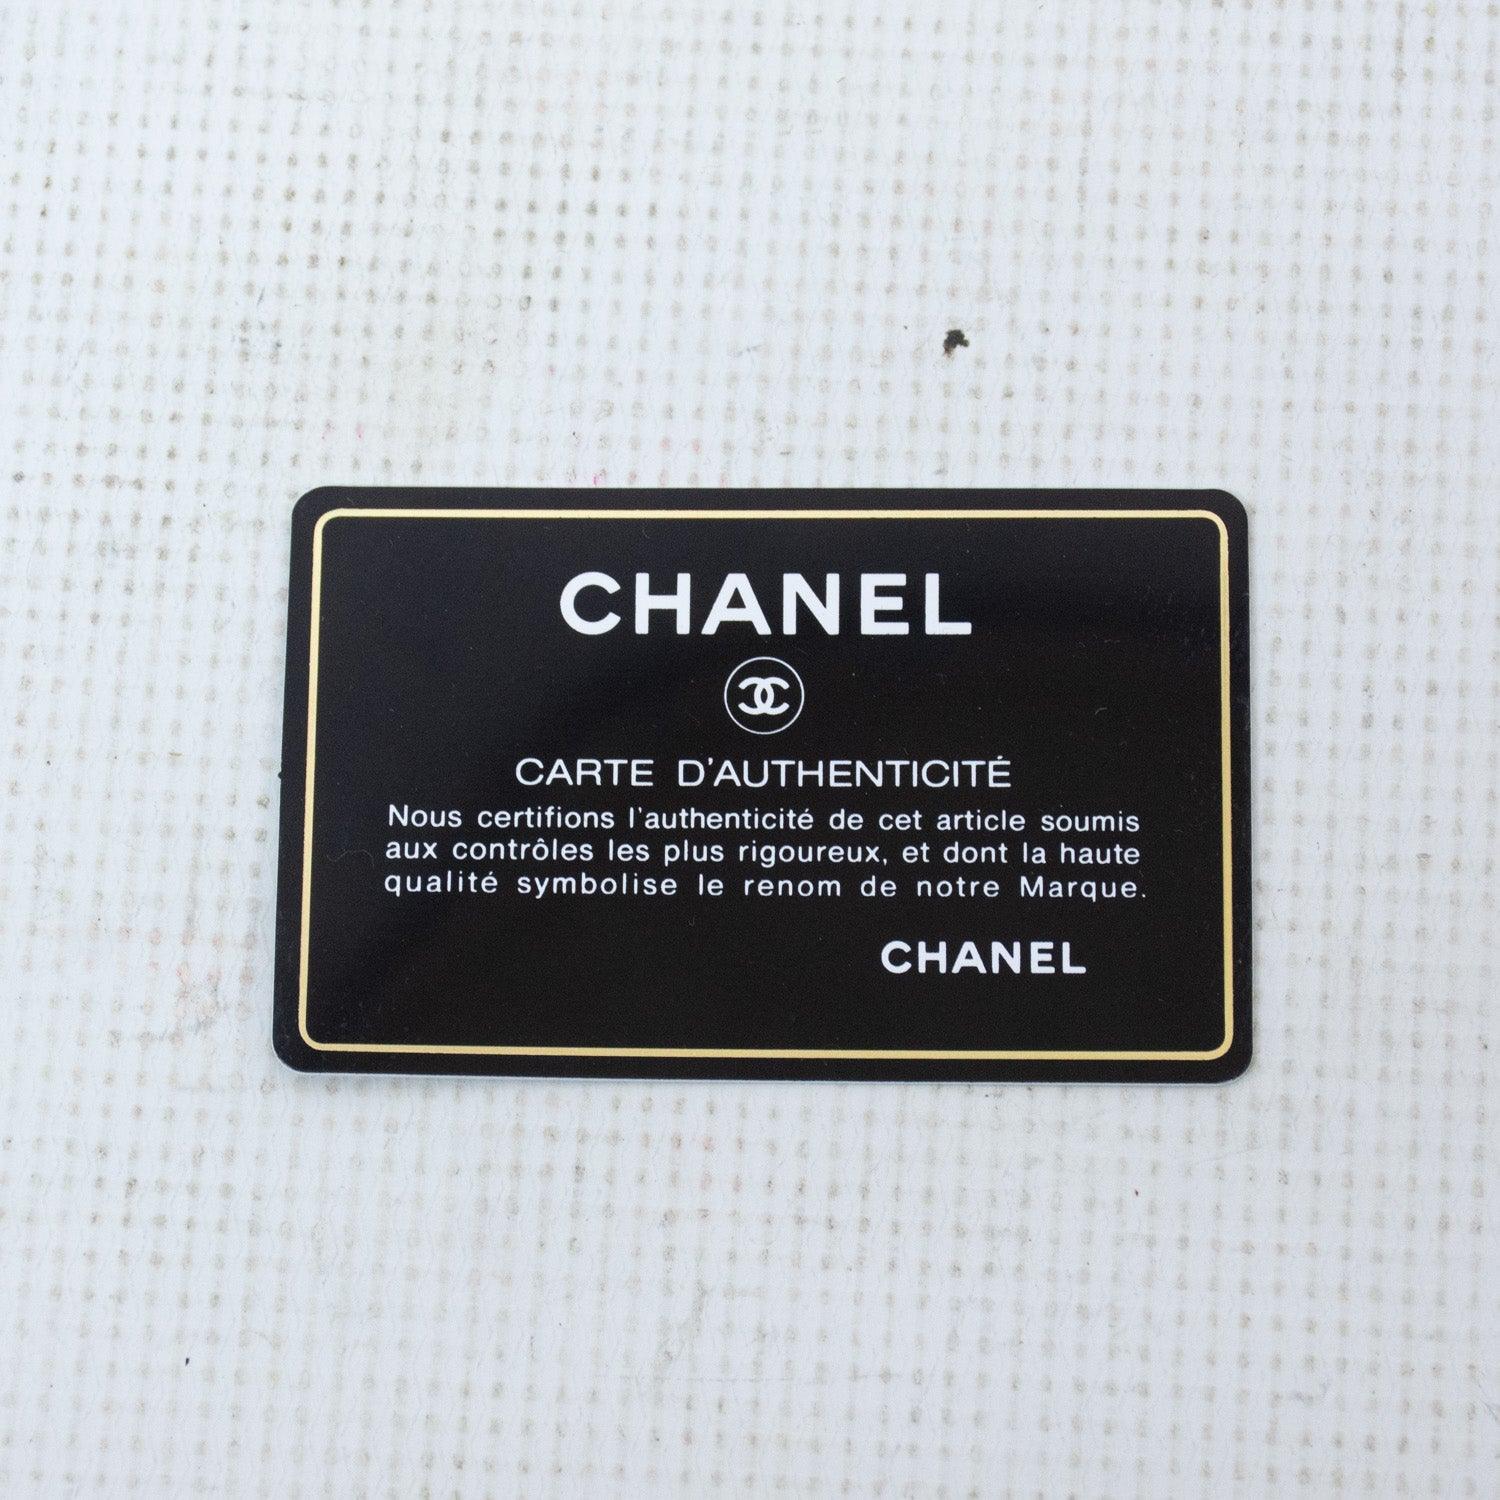 CHANEL
CARTE D'AUTHENTICITÉ
Nous certifions l'authenticité de cet article soumis
aux contrôles les plus rigoureux, et dont la haute
qualité symbolise le renom de notre Marque.
CHANEL